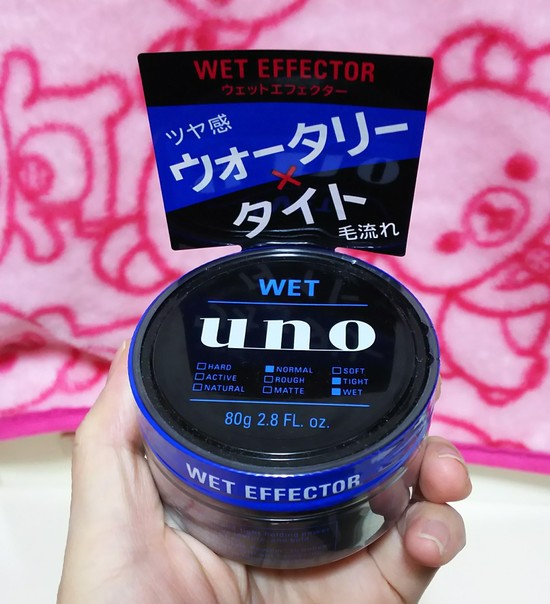 WET EFFECTOR
ウェットエフェクター
ツヤ感
ウォータリー
×
タイト
毛流れ
WET
uno
HARD NORMAL SOFT
ACTIVE ROUGH TIGHT
NATURAL MATTE WET
80g 2.8 FL. oz.
WET EFFECTOR